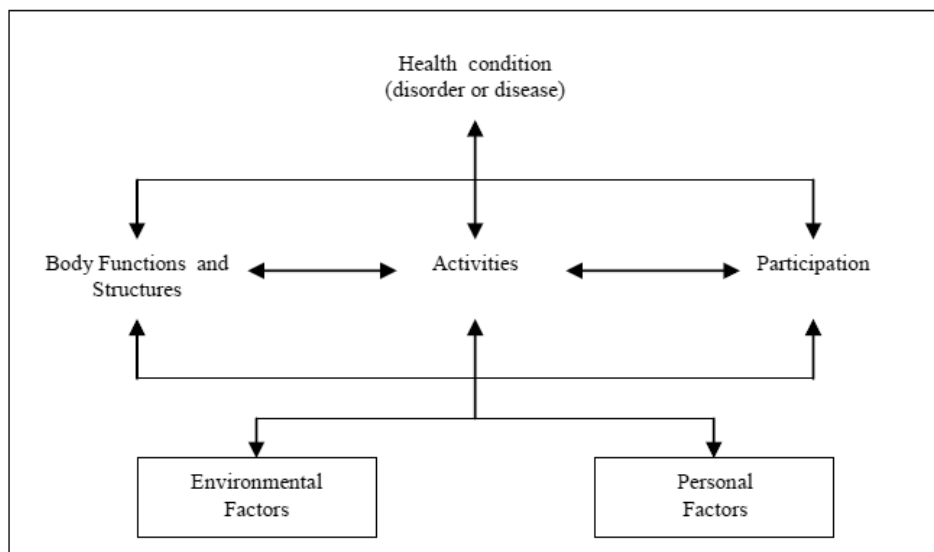 Health condition
(disorder or disease)
Body Functions and
Structures
Activities
Participation
Environmental
Factors
Personal
Factors